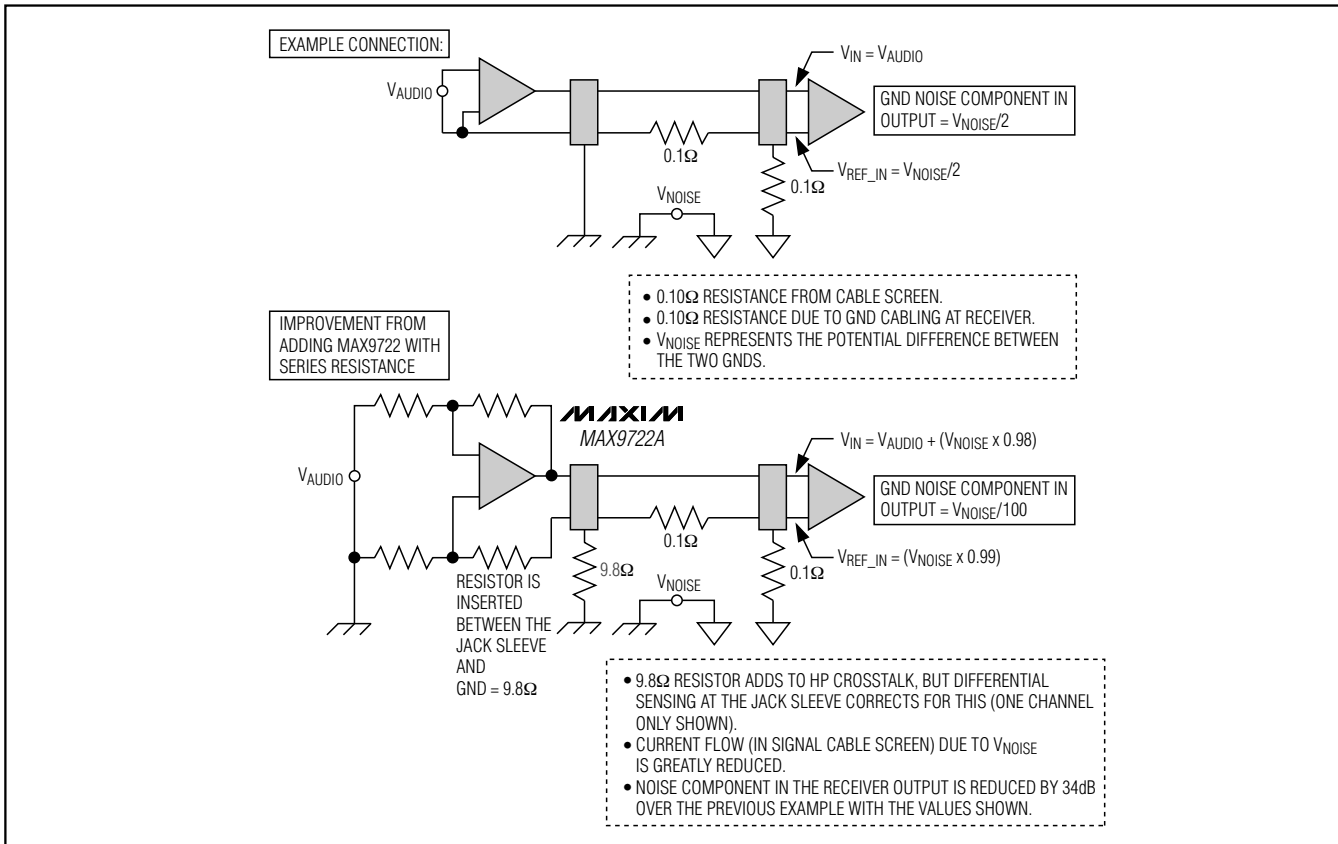 EXAMPLE CONNECTION:
VAUDIO
VIN = VAUDIO
GND NOISE COMPONENT IN
OUTPUT = VNOISE/2
0.1Ω
VREF_IN = VNOISE/2
0.1Ω
VNOISE
• 0.10Ω RESISTANCE FROM CABLE SCREEN.
• 0.10Ω RESISTANCE DUE TO GND CABLING AT RECEIVER.
• VNOISE REPRESENTS THE POTENTIAL DIFFERENCE BETWEEN
THE TWO GNDS.
IMPROVEMENT FROM
ADDING MAX9722 WITH
SERIES RESISTANCE
MAXIM
MAX9722A
VAUDIO
VIN = VAUDIO + (VNOISE x 0.98)
GND NOISE COMPONENT IN
OUTPUT = VNOISE/100
0.1Ω
VREF_IN = (VNOISE x 0.99)
0.1Ω
9.8Ω
VNOISE
RESISTOR IS
INSERTED
BETWEEN THE
JACK SLEEVE
AND
GND = 9.8Ω
• 9.8Ω RESISTOR ADDS TO HP CROSSTALK, BUT DIFFERENTIAL
SENSING AT THE JACK SLEEVE CORRECTS FOR THIS (ONE CHANNEL
ONLY SHOWN).
• CURRENT FLOW (IN SIGNAL CABLE SCREEN) DUE TO VNOISE
IS GREATLY REDUCED.
• NOISE COMPONENT IN THE RECEIVER OUTPUT IS REDUCED BY 34dB
OVER THE PREVIOUS EXAMPLE WITH THE VALUES SHOWN.